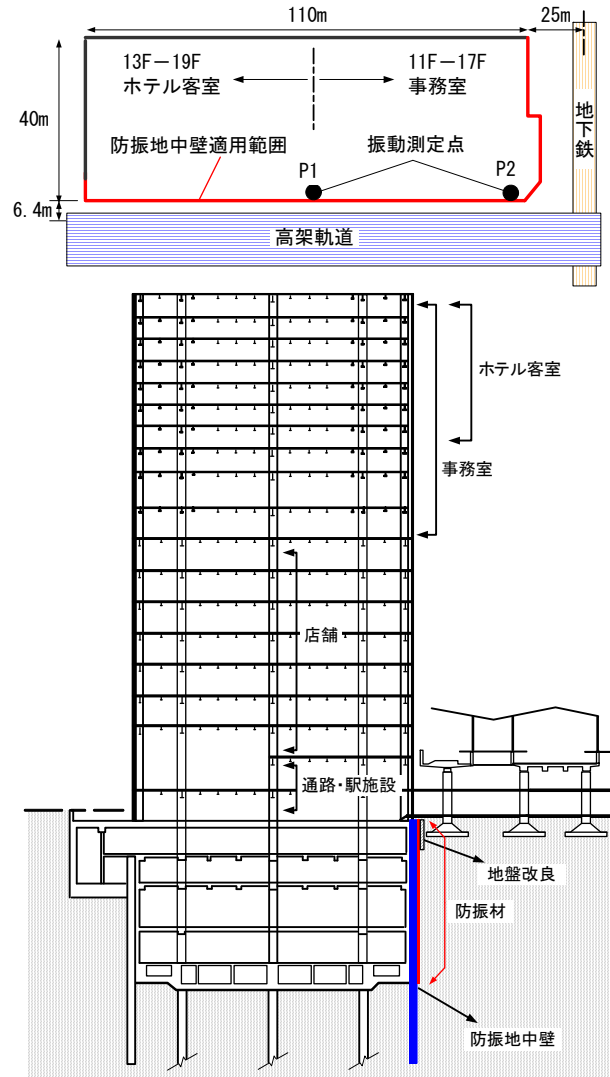 110m
25m
13F－19F
ホテル客室
11F－17F
事務室
40m
地下鉄
防振地中壁適用範囲
振動測定点
P1
P2
6.4m
高架軌道
ホテル客室
事務室
店舗
通路・駅施設
地盤改良
防振材
防振地中壁